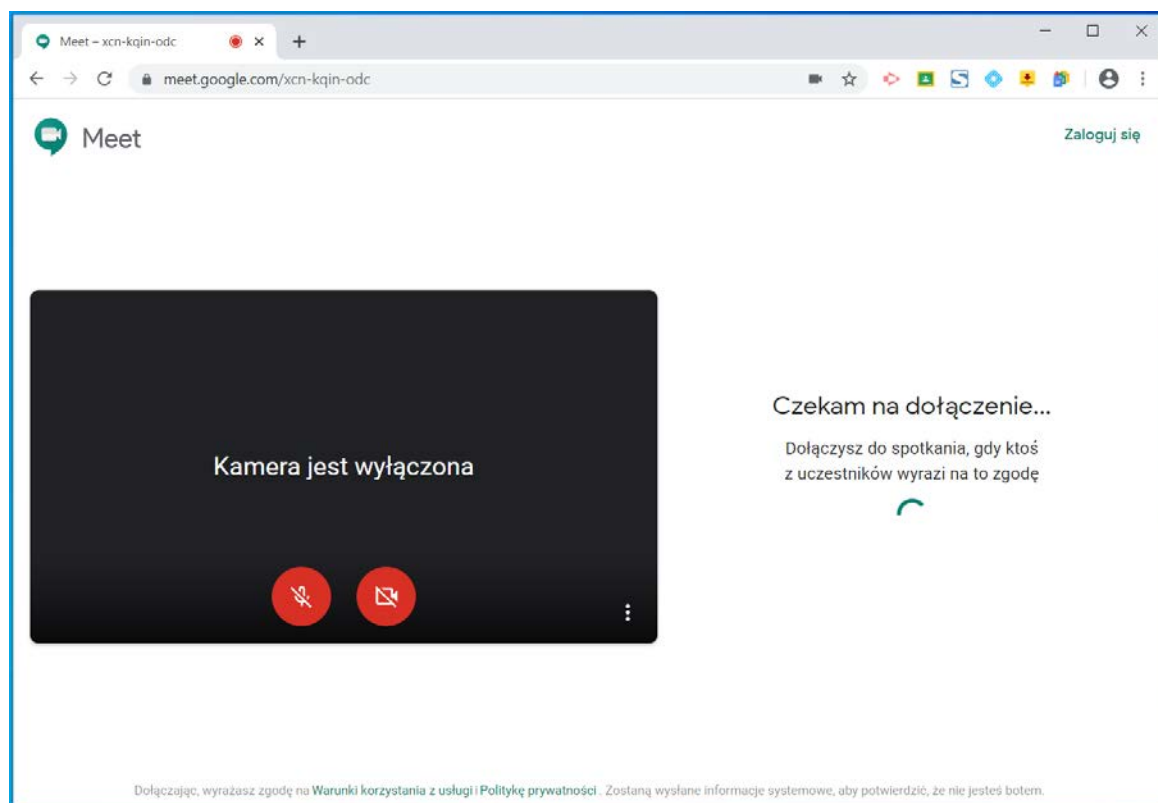 Meet – xcn-kqin-odc
meet.google.com/xcn-kqin-odc
Meet
Zaloguj się
Kamera jest wyłączona
Czekam na dołączenie...
Dołączysz do spotkania, gdy ktoś
z uczestników wyrazi na to zgodę
Dołączając, wyrażasz zgodę na Warunki korzystania z usługi i Politykę prywatności . Zostaną wysłane informacje systemowe, aby potwierdzić, że nie jesteś botem.